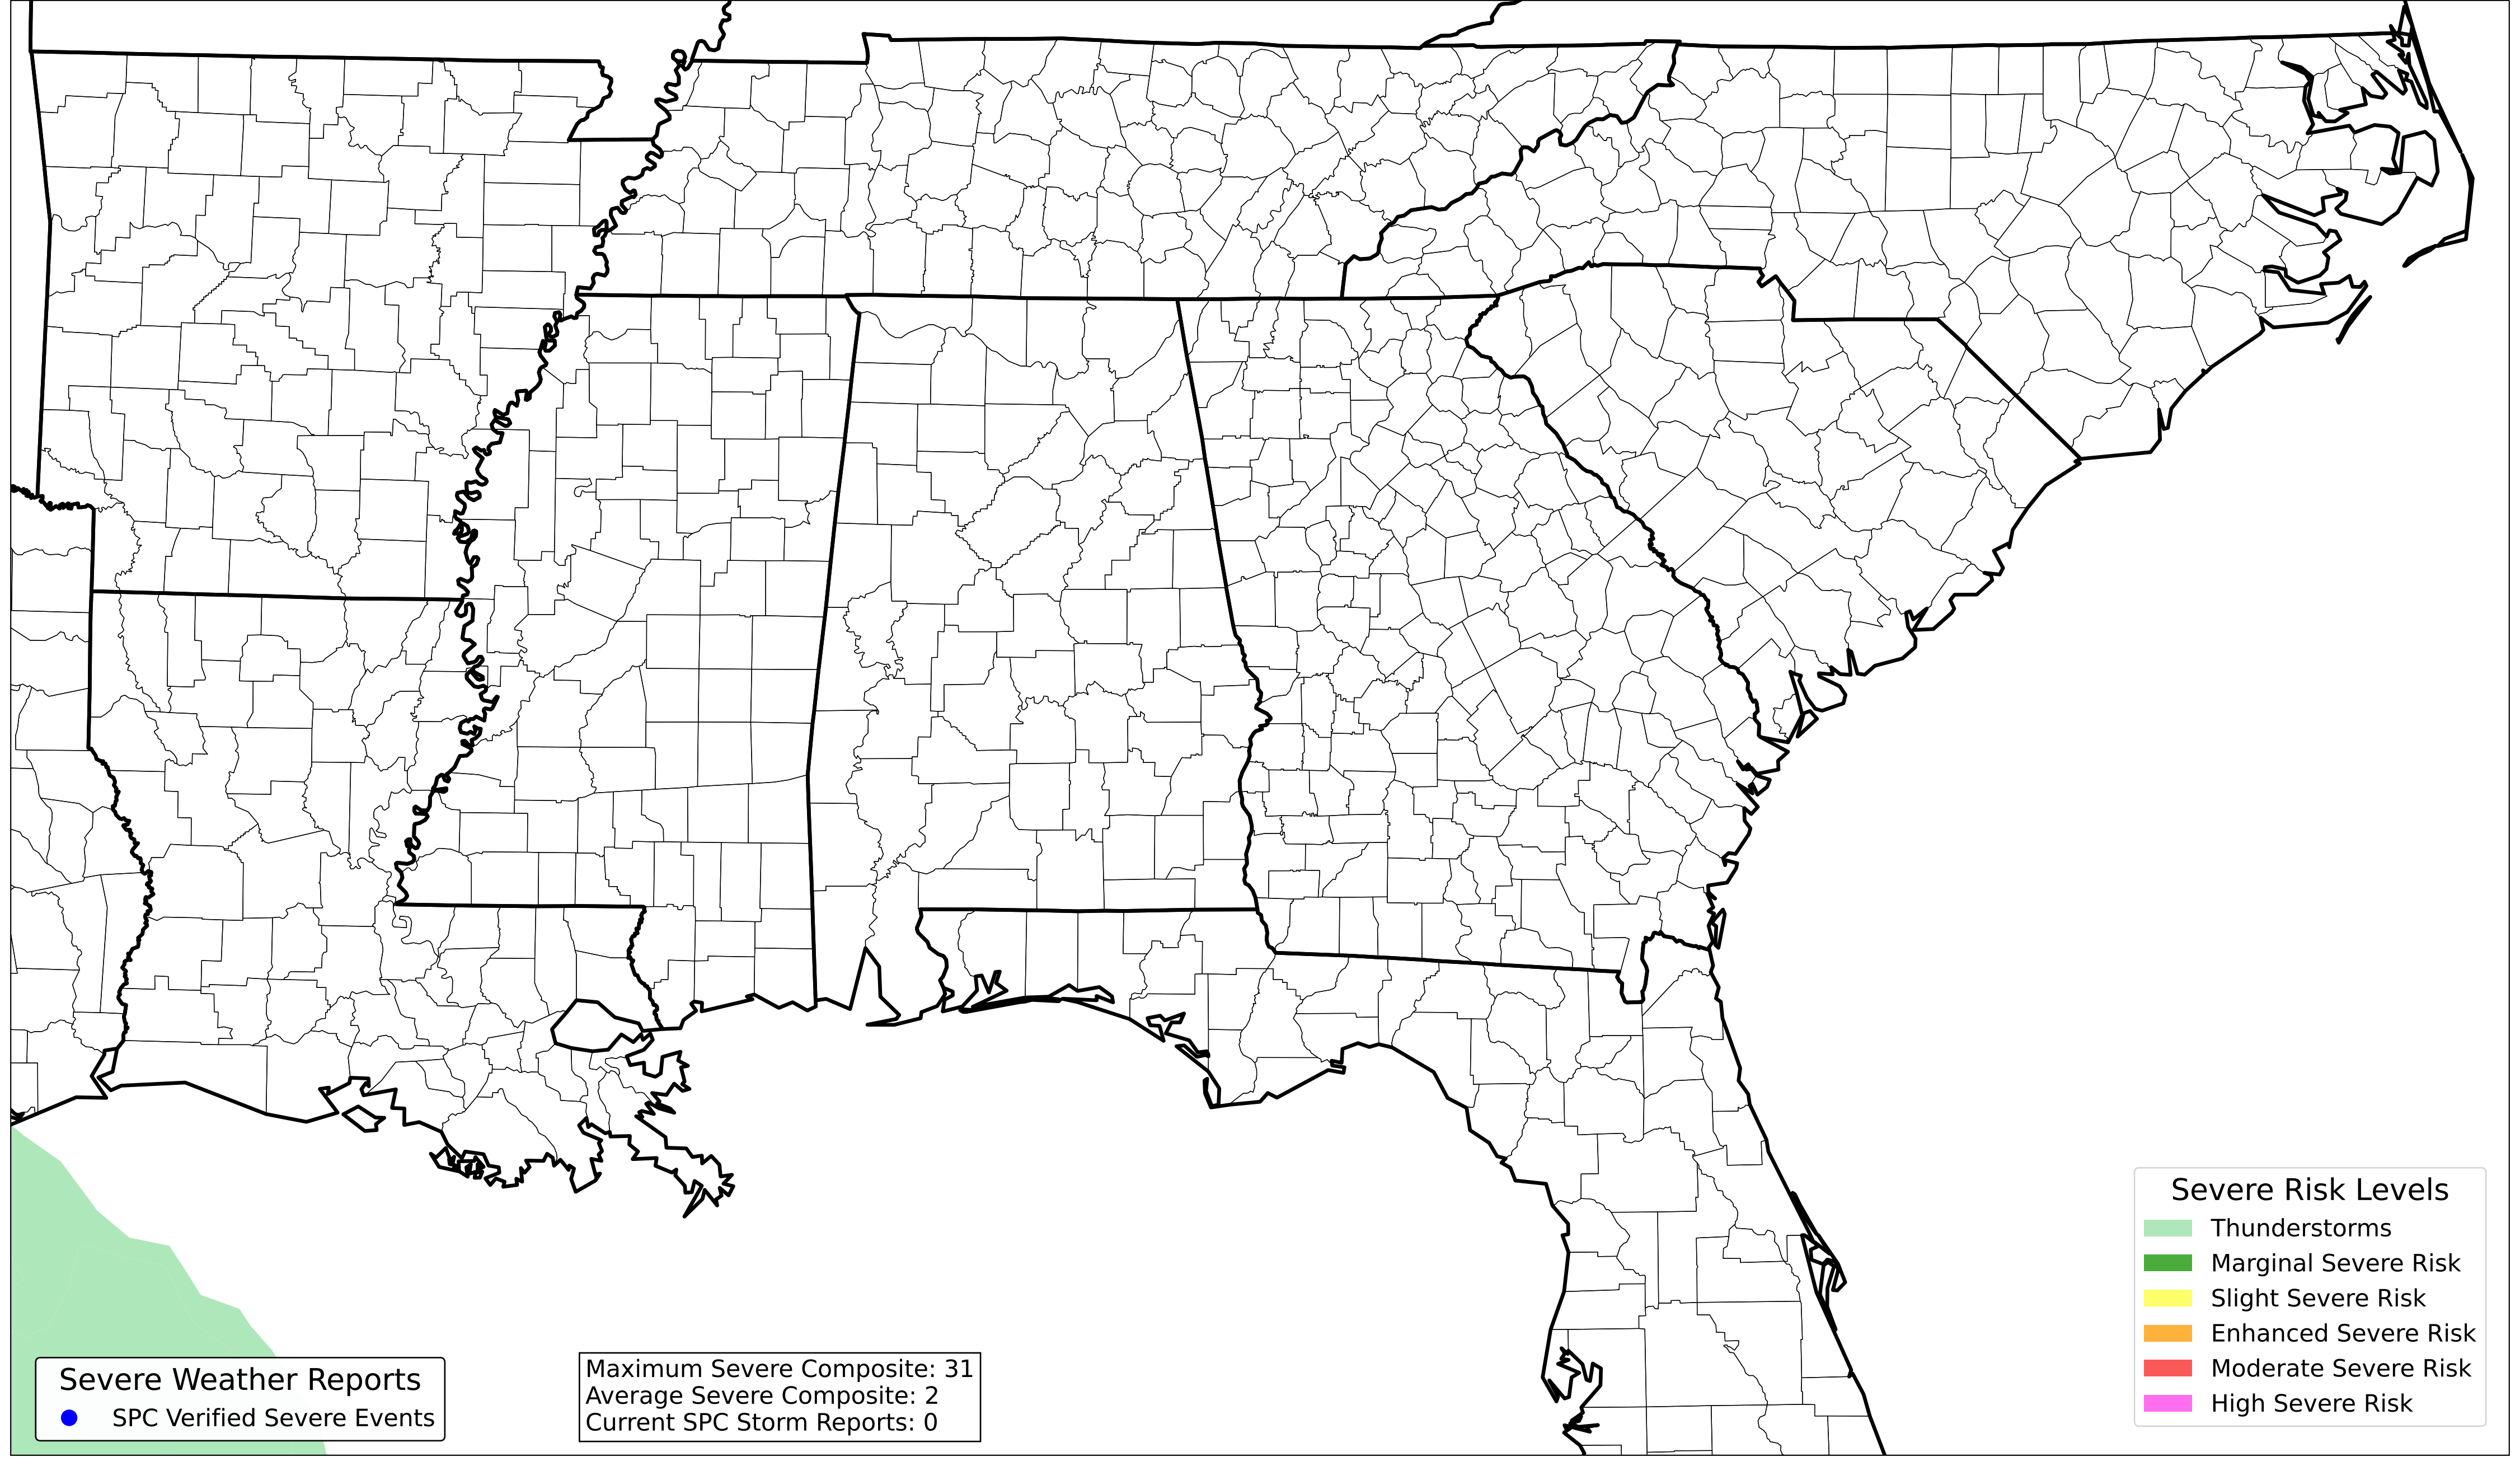 Severe Weather Reports
SPC Verified Severe Events
Maximum Severe Composite: 31
Average Severe Composite: 2
Current SPC Storm Reports: 0
Severe Risk Levels
Thunderstorms
Marginal Severe Risk
Slight Severe Risk
Enhanced Severe Risk
Moderate Severe Risk
High Severe Risk